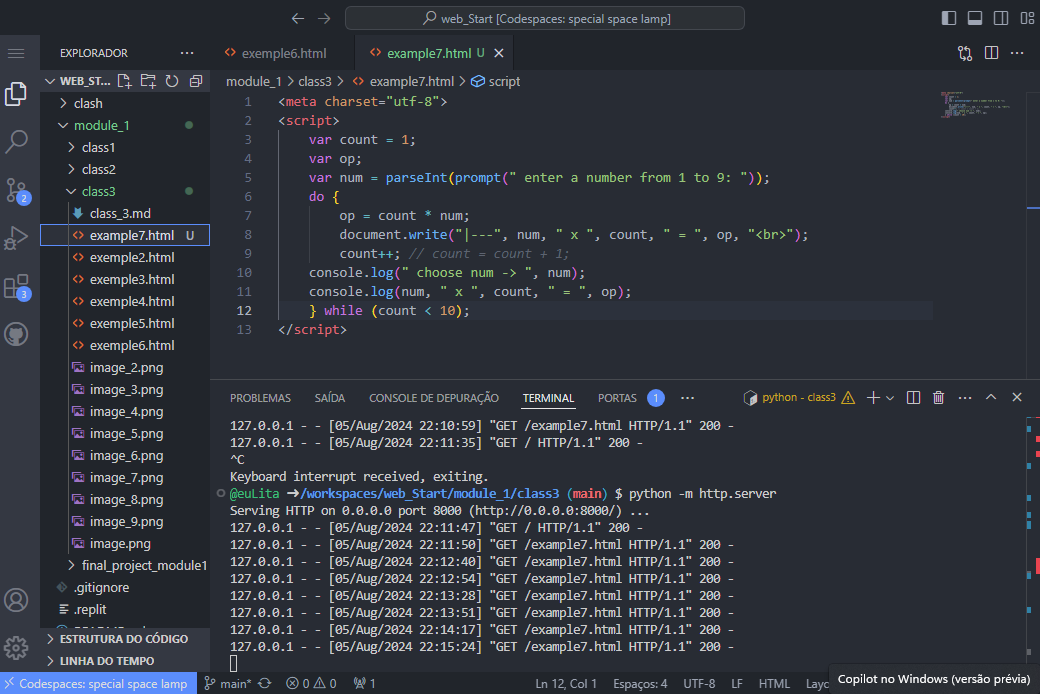 web_Start [Codespaces: special space lamp]
EXPLORADOR
WEB_ST...
clash
module_1
class1
class2
class3
class_3.md
example7.html U
exemple2.html
exemple3.html
exemple4.html
exemple5.html
exemple6.html
image_2.png
image_3.png
image_4.png
image_5.png
image_6.png
image_7.png
image_8.png
image_9.png
image.png
final_project_module1
.gitignore
.replit
ESTRUTURA DO CÓDIGO
LINHA DO TEMPO
2
3
exemple6.html
example7.html U
module_1 > class3 > example7.html > script
1 <meta charset="utf-8">
2 <script>
3 var count = 1;
4 var op;
5 var num = parseInt(prompt(" enter a number from 1 to 9: "));
6 do {
7 op = count * num;
8 document.write("|---", num, " x ", count, " = ", op, "<br>");
9 count++; // count = count + 1;
10 console.log(" choose num -> ", num);
11 console.log(num, " x ", count, " = ", op);
12 } while (count < 10);
13 </script>
PROBLEMAS SAÍDA CONSOLE DE DEPURAÇÃO TERMINAL PORTAS 1 ... python - class3
127.0.0.1 - - [05/Aug/2024 22:10:59] "GET /example7.html HTTP/1.1" 200 -
127.0.0.1 - - [05/Aug/2024 22:11:35] "GET / HTTP/1.1" 200 -
^C
Keyboard interrupt received, exiting.
@euLita ➜/workspaces/web_Start/module_1/class3 (main) $ python -m http.server
Serving HTTP on 0.0.0.0 port 8000 (http://0.0.0.0:8000/) ...
127.0.0.1 - - [05/Aug/2024 22:11:47] "GET / HTTP/1.1" 200 -
127.0.0.1 - - [05/Aug/2024 22:11:50] "GET /example7.html HTTP/1.1" 200 -
127.0.0.1 - - [05/Aug/2024 22:12:40] "GET /example7.html HTTP/1.1" 200 -
127.0.0.1 - - [05/Aug/2024 22:12:54] "GET /example7.html HTTP/1.1" 200 -
127.0.0.1 - - [05/Aug/2024 22:13:28] "GET /example7.html HTTP/1.1" 200 -
127.0.0.1 - - [05/Aug/2024 22:13:51] "GET /example7.html HTTP/1.1" 200 -
127.0.0.1 - - [05/Aug/2024 22:14:17] "GET /example7.html HTTP/1.1" 200 -
127.0.0.1 - - [05/Aug/2024 22:15:24] "GET /example7.html HTTP/1.1" 200 -
Codespaces: special space lamp main* 0 0 1 Ln 12, Col 1 Espaços: 4 UTF-8 LF HTML Layo
Copilot no Windows (versão prévia)